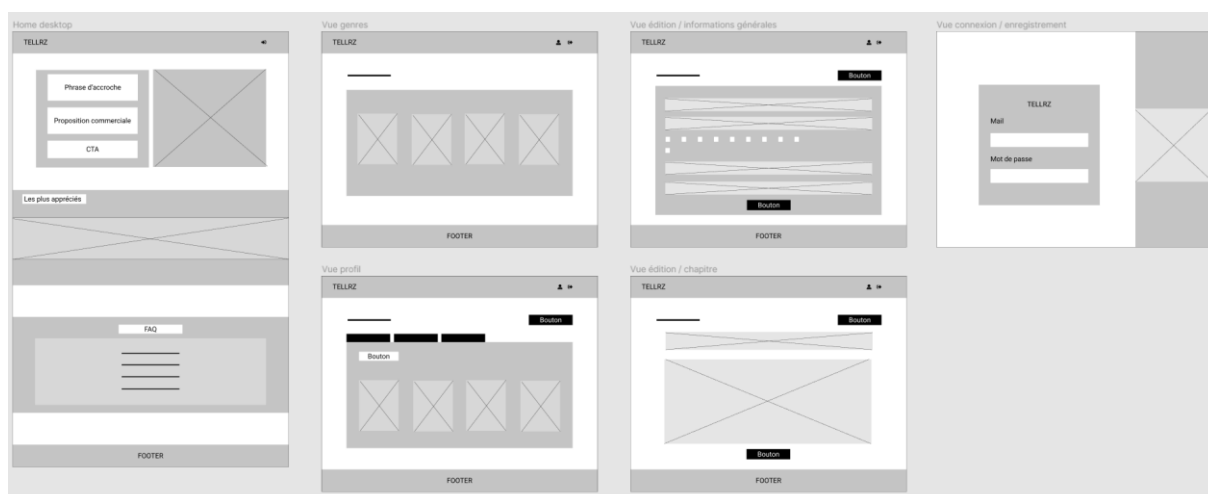 Home desktop
TELLRZ
Phrase d'accroche
Proposition commerciale
CTA
Les plus appréciés
FAQ
FOOTER
Vue genres
TELLRZ
FOOTER
Vue édition / informations générales
TELLRZ
Bouton
Bouton
FOOTER
Vue connexion / enregistrement
TELLRZ
Mail
Mot de passe
Vue profil
TELLRZ
Bouton
Bouton
FOOTER
Vue édition / chapitre
TELLRZ
Bouton
Bouton
FOOTER